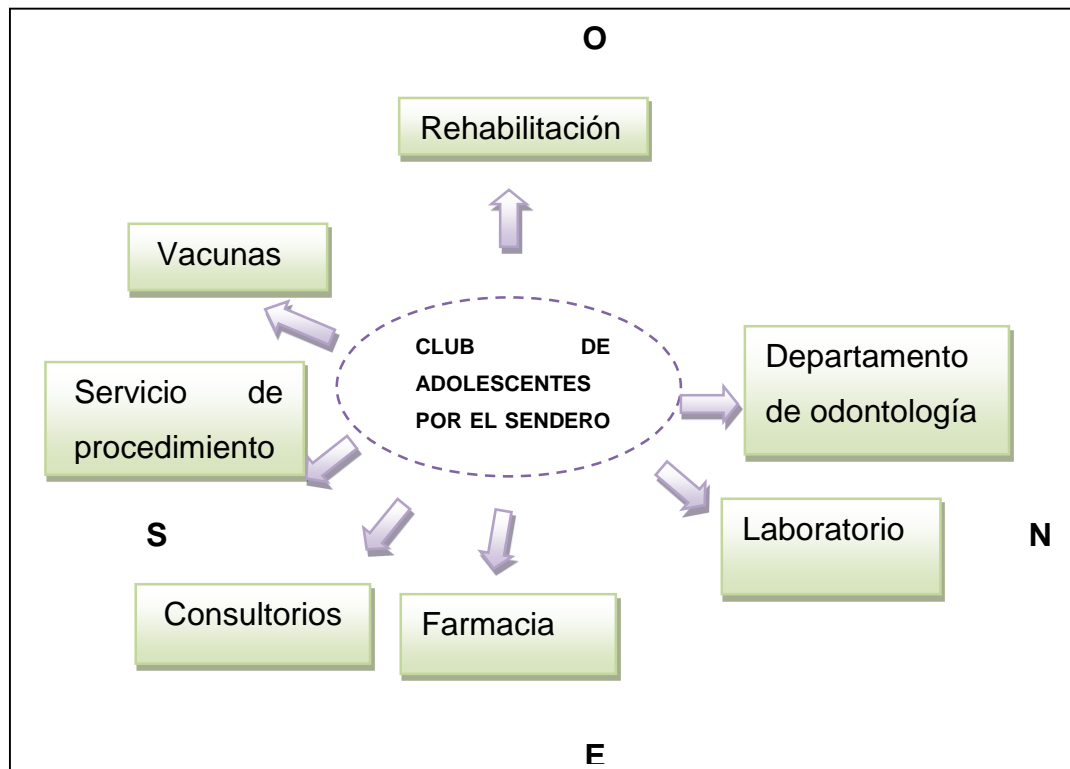 O
Rehabilitación
Vacunas
CLUB DE
ADOLESCENTES
POR EL SENDERO
Departamento
de odontología
Servicio de
procedimiento
S
Laboratorio
N
Consultorios
Farmacia
E